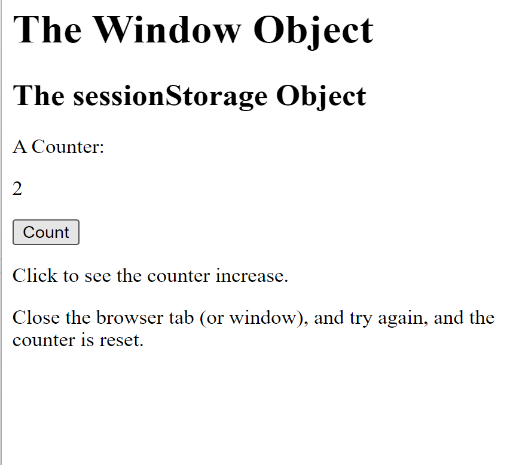 The Window Object
The sessionStorage Object
A Counter:
2
Count
Click to see the counter increase.
Close the browser tab (or window), and try again, and the
counter is reset.